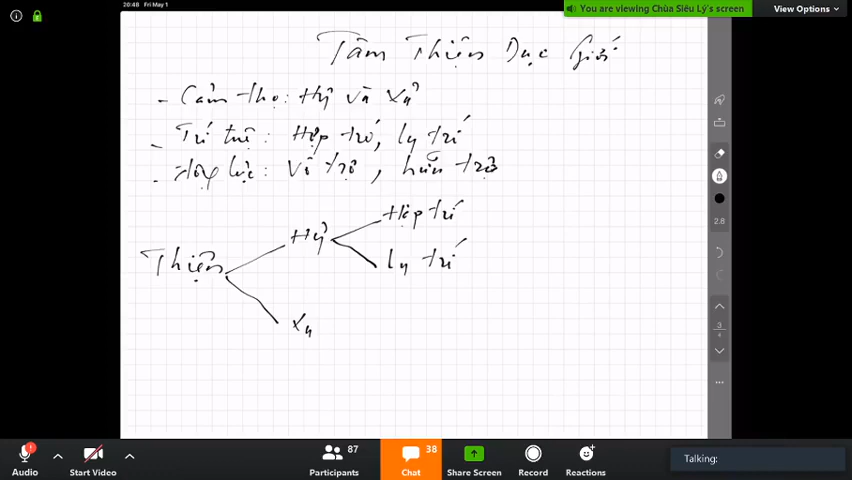 20:48 Fri May 1
You are viewing Chùa Siêu Lý's screen
View Options
Tâm Thiện Dục Giới
- Cảm thọ: Hỷ và Xả
- Trí tuệ: Hợp trí, ly trí
- Động lực: Vô trợ, hữu trợ
Hợp trí
Hỷ
Thiện
ly trí
Xả
2.8
3
4
Audio
Start Video
87
Participants
38
Chat
Share Screen
Record
Reactions
Talking: